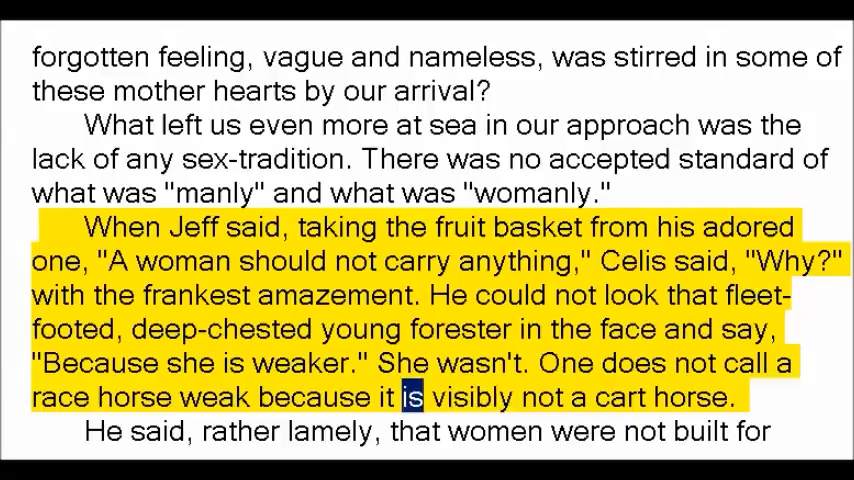 forgotten feeling, vague and nameless, was stirred in some of
these mother hearts by our arrival?
What left us even more at sea in our approach was the
lack of any sex-tradition. There was no accepted standard of
what was "manly" and what was "womanly."
When Jeff said, taking the fruit basket from his adored
one, "A woman should not carry anything," Celis said, "Why?"
with the frankest amazement. He could not look that fleet-
footed, deep-chested young forester in the face and say,
"Because she is weaker." She wasn't. One does not call a
race horse weak because it is visibly not a cart horse.
He said, rather lamely, that women were not built for